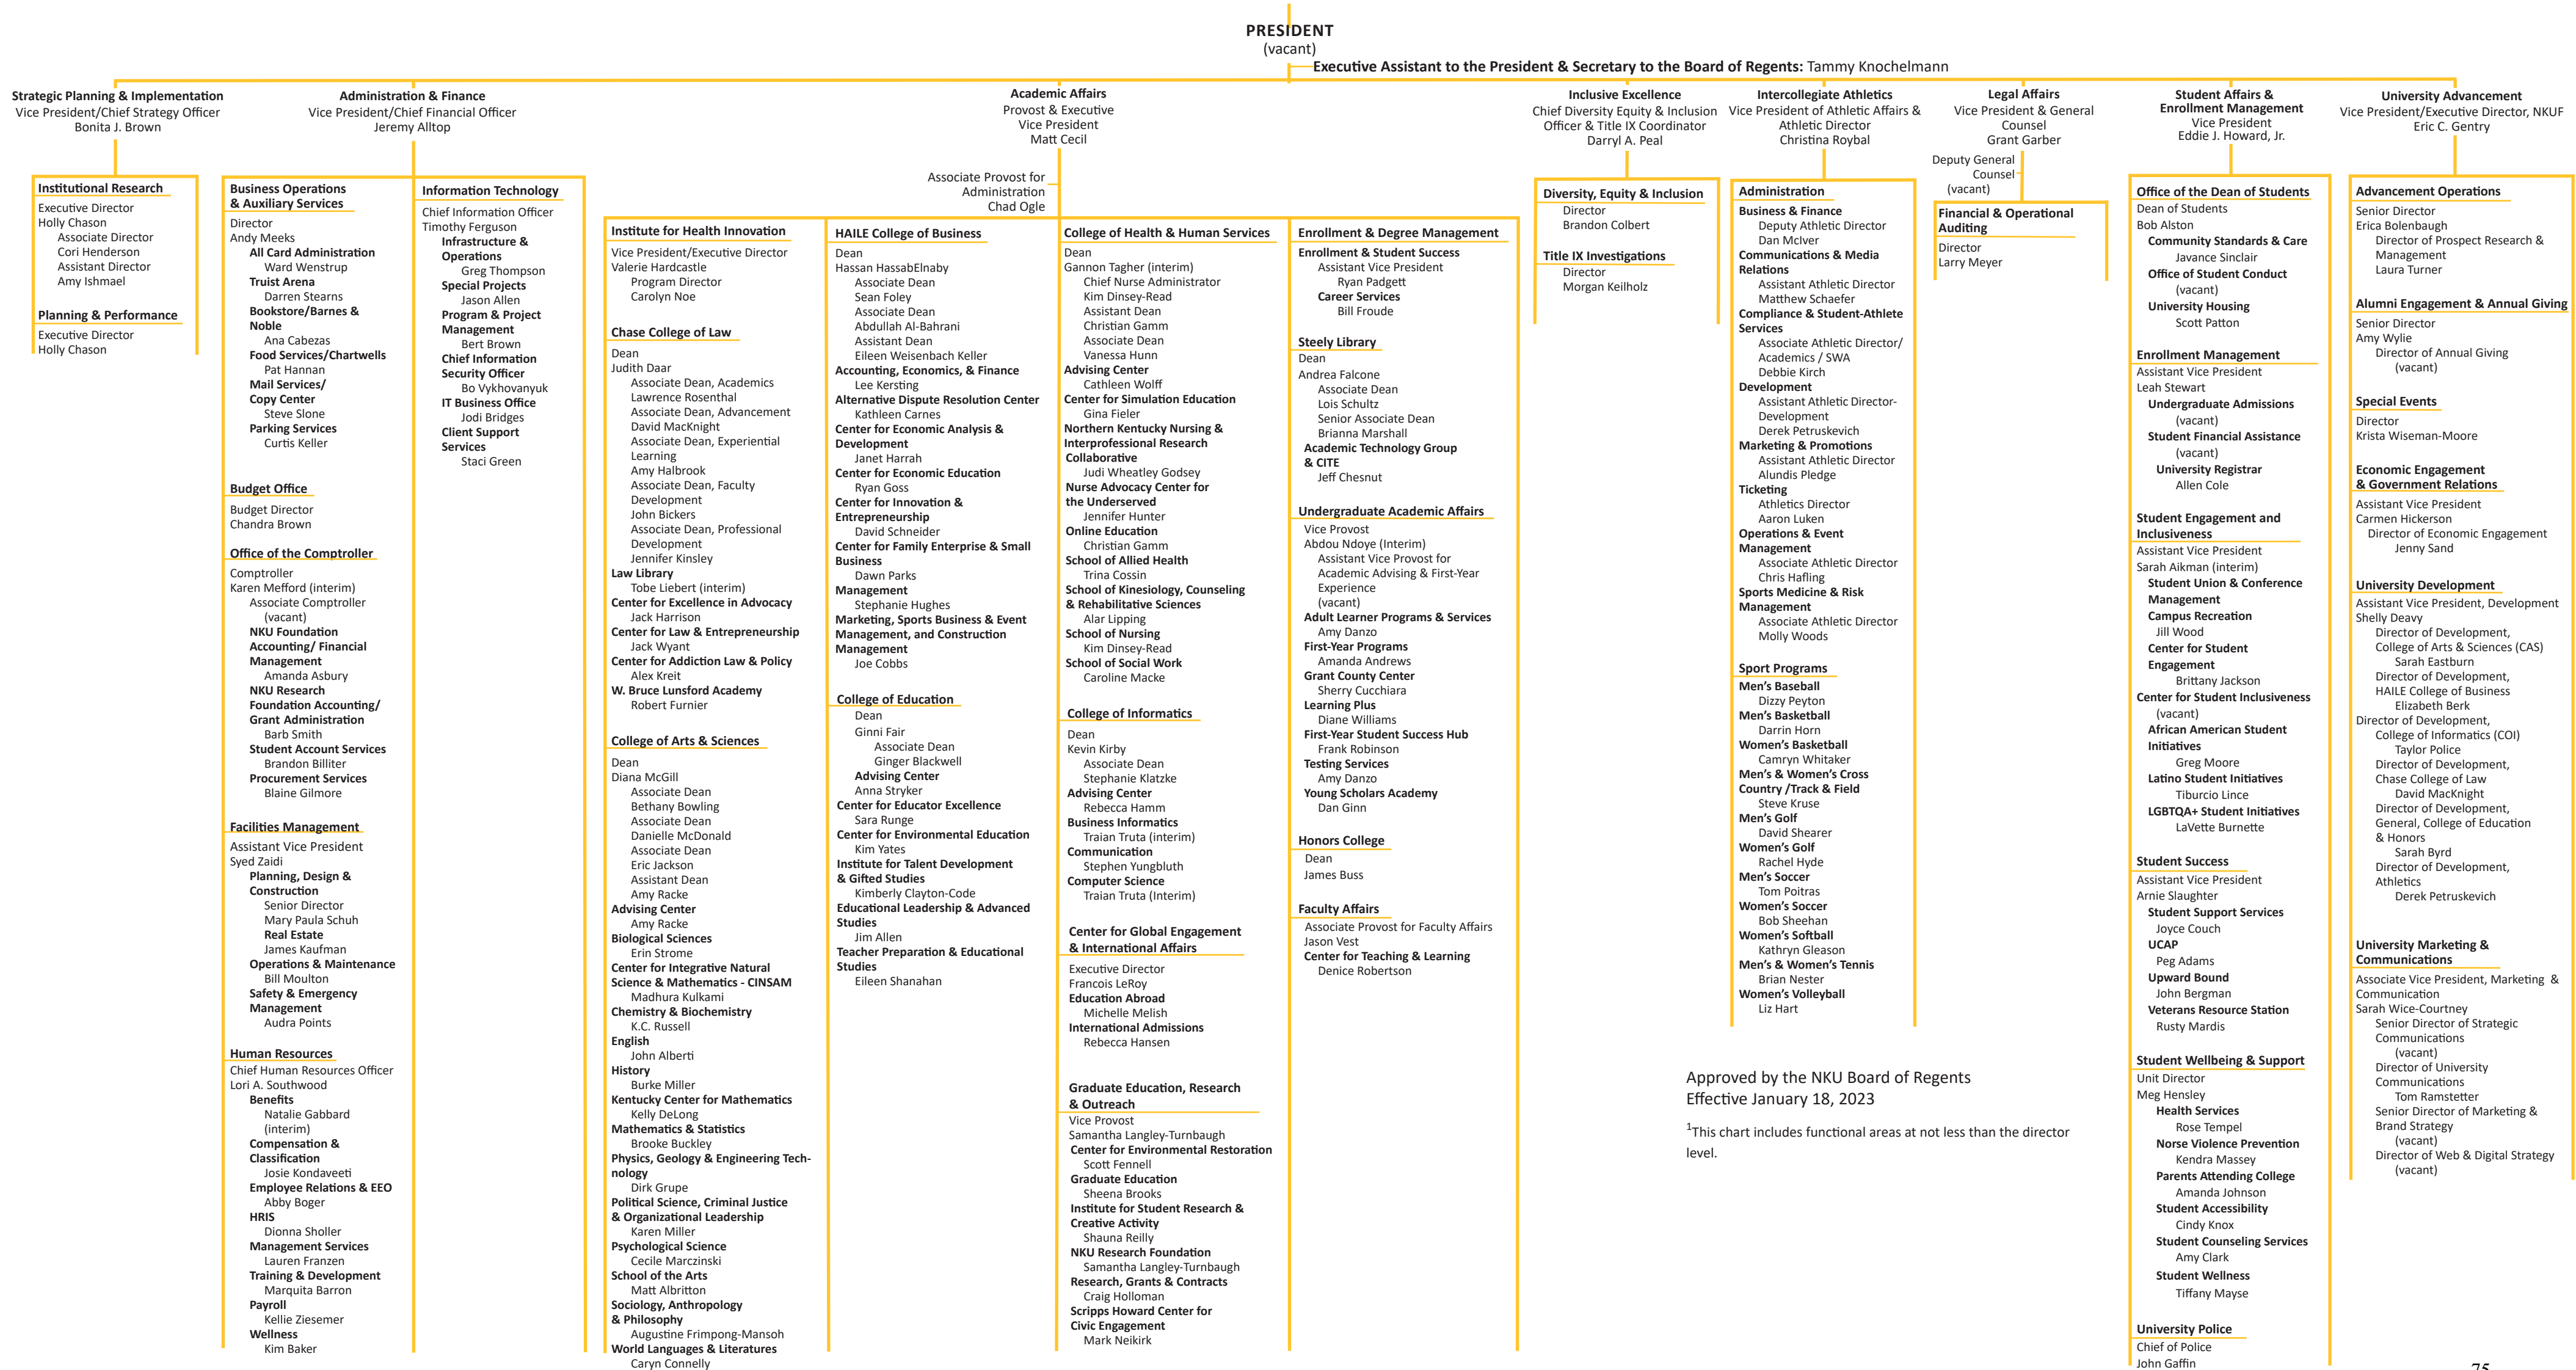 PRESIDENT
(vacant)
Executive Assistant to the President & Secretary to the Board of Regents: Tammy Knochelmann
Strategic Planning & Implementation
Vice President/Chief Strategy Officer
Bonita J. Brown
Institutional Research
Executive Director
Holly Chason
Associate Director
Cori Henderson
Assistant Director
Amy Ishmael
Planning & Performance
Executive Director
Holly Chason
Administration & Finance
Vice President/Chief Financial Officer
Jeremy Alltop
Business Operations
& Auxiliary Services
Director
Andy Meeks
All Card Administration
Ward Wenstrup
Truist Arena
Darren Stearns
Bookstore/Barnes &
Noble
Ana Cabezas
Food Services/Chartwells
Pat Hannan
Mail Services/
Copy Center
Steve Slone
Parking Services
Curtis Keller
Budget Office
Budget Director
Chandra Brown
Office of the Comptroller
Comptroller
Karen Mefford (interim)
Associate Comptroller
(vacant)
NKU Foundation
Accounting/ Financial
Management
Amanda Asbury
NKU Research
Foundation Accounting/
Grant Administration
Barb Smith
Student Account Services
Brandon Billiter
Procurement Services
Blaine Gilmore
Facilities Management
Assistant Vice President
Syed Zaidi
Planning, Design &
Construction
Senior Director
Mary Paula Schuh
Real Estate
James Kaufman
Operations & Maintenance
Bill Moulton
Safety & Emergency
Management
Audra Points
Human Resources
Chief Human Resources Officer
Lori A. Southwood
Benefits
Natalie Gabbard
(interim)
Compensation &
Classification
Josie Kondaveeti
Employee Relations & EEO
Abby Boger
HRIS
Dionna Sholler
Management Services
Lauren Franzen
Training & Development
Marquita Barron
Payroll
Kellie Ziesemer
Wellness
Kim Baker
Information Technology
Chief Information Officer
Timothy Ferguson
Infrastructure &
Operations
Greg Thompson
Special Projects
Jason Allen
Program & Project
Management
Bert Brown
Chief Information
Security Officer
Bo Vykhovanyuk
IT Business Office
Jodi Bridges
Client Support
Services
Staci Green
Academic Affairs
Provost & Executive
Vice President
Matt Cecil
Associate Provost for
Administration
Chad Ogle
Institute for Health Innovation
Vice President/Executive Director
Valerie Hardcastle
Program Director
Carolyn Noe
Chase College of Law
Dean
Judith Daar
Associate Dean, Academics
Lawrence Rosenthal
Associate Dean, Advancement
David MacKnight
Associate Dean, Experiential
Learning
Amy Halbrook
Associate Dean, Faculty
Development
John Bickers
Associate Dean, Professional
Development
Jennifer Kinsley
Law Library
Tobe Liebert (interim)
Center for Excellence in Advocacy
Jack Harrison
Center for Law & Entrepreneurship
Jack Wyant
Center for Addiction Law & Policy
Alex Kreit
W. Bruce Lunsford Academy
Robert Furnier
College of Arts & Sciences
Dean
Diana McGill
Associate Dean
Bethany Bowling
Associate Dean
Danielle McDonald
Associate Dean
Eric Jackson
Assistant Dean
Amy Racke
Advising Center
Amy Racke
Biological Sciences
Erin Strome
Center for Integrative Natural
Science & Mathematics - CINSAM
Madhura Kulkami
Chemistry & Biochemistry
K.C. Russell
English
John Alberti
History
Burke Miller
Kentucky Center for Mathematics
Kelly DeLong
Mathematics & Statistics
Brooke Buckley
Physics, Geology & Engineering Tech-
nology
Dirk Grupe
Political Science, Criminal Justice
& Organizational Leadership
Karen Miller
Psychological Science
Cecile Marczinski
School of the Arts
Matt Albritton
Sociology, Anthropology
& Philosophy
Augustine Frimpong-Mansoh
World Languages & Literatures
Caryn Connelly
HAILE College of Business
Dean
Hassan HassabElnaby
Associate Dean
Sean Foley
Associate Dean
Abdullah Al-Bahrani
Assistant Dean
Eileen Weisenbach Keller
Accounting, Economics, & Finance
Lee Kersting
Alternative Dispute Resolution Center
Kathleen Carnes
Center for Economic Analysis &
Development
Janet Harrah
Center for Economic Education
Ryan Goss
Center for Innovation &
Entrepreneurship
David Schneider
Center for Family Enterprise & Small
Business
Dawn Parks
Management
Stephanie Hughes
Marketing, Sports Business & Event
Management, and Construction
Management
Joe Cobbs
College of Education
Dean
Ginni Fair
Associate Dean
Ginger Blackwell
Advising Center
Anna Stryker
Center for Educator Excellence
Sara Runge
Center for Environmental Education
Kim Yates
Institute for Talent Development
& Gifted Studies
Kimberly Clayton-Code
Educational Leadership & Advanced
Studies
Jim Allen
Teacher Preparation & Educational
Studies
Eileen Shanahan
College of Health & Human Services
Dean
Gannon Tagher (interim)
Chief Nurse Administrator
Kim Dinsey-Read
Assistant Dean
Christian Gamm
Associate Dean
Vanessa Hunn
Advising Center
Cathleen Wolff
Center for Simulation Education
Gina Fieler
Northern Kentucky Nursing &
Interprofessional Research
Collaborative
Judi Wheatley Godsey
Nurse Advocacy Center for
the Underserved
Jennifer Hunter
Online Education
Christian Gamm
School of Allied Health
Trina Cossin
School of Kinesiology, Counseling
& Rehabilitative Sciences
Alar Lipping
School of Nursing
Kim Dinsey-Read
School of Social Work
Caroline Macke
College of Informatics
Dean
Kevin Kirby
Associate Dean
Stephanie Klatzke
Advising Center
Rebecca Hamm
Business Informatics
Traian Truta (interim)
Communication
Stephen Yungbluth
Computer Science
Traian Truta (Interim)
Center for Global Engagement
& International Affairs
Executive Director
Francois LeRoy
Education Abroad
Michelle Melish
International Admissions
Rebecca Hansen
Graduate Education, Research
& Outreach
Vice Provost
Samantha Langley-Turnbaugh
Center for Environmental Restoration
Scott Fennell
Graduate Education
Sheena Brooks
Institute for Student Research &
Creative Activity
Shauna Reilly
NKU Research Foundation
Samantha Langley-Turnbaugh
Research, Grants & Contracts
Craig Holloman
Scripps Howard Center for
Civic Engagement
Mark Neikirk
Enrollment & Degree Management
Enrollment & Student Success
Assistant Vice President
Ryan Padgett
Career Services
Bill Froude
Steely Library
Dean
Andrea Falcone
Associate Dean
Lois Schultz
Senior Associate Dean
Brianna Marshall
Academic Technology Group
& CITE
Jeff Chesnut
Undergraduate Academic Affairs
Vice Provost
Abdou Ndoye (Interim)
Assistant Vice Provost for
Academic Advising & First-Year
Experience
(vacant)
Adult Learner Programs & Services
Amy Danzo
First-Year Programs
Amanda Andrews
Grant County Center
Sherry Cucchiara
Learning Plus
Diane Williams
First-Year Student Success Hub
Frank Robinson
Testing Services
Amy Danzo
Young Scholars Academy
Dan Ginn
Honors College
Dean
James Buss
Faculty Affairs
Associate Provost for Faculty Affairs
Jason Vest
Center for Teaching & Learning
Denice Robertson
Inclusive Excellence
Chief Diversity Equity & Inclusion
Officer & Title IX Coordinator
Darryl A. Peal
Diversity, Equity & Inclusion
Director
Brandon Colbert
Title IX Investigations
Director
Morgan Keilholz
Intercollegiate Athletics
Vice President of Athletic Affairs &
Athletic Director
Christina Roybal
Administration
Business & Finance
Deputy Athletic Director
Dan McIver
Communications & Media
Relations
Assistant Athletic Director
Matthew Schaefer
Compliance & Student-Athlete
Services
Associate Athletic Director/
Academics / SWA
Debbie Kirch
Development
Assistant Athletic Director-
Development
Derek Petruskevich
Marketing & Promotions
Assistant Athletic Director
Alundis Pledge
Ticketing
Athletics Director
Aaron Luken
Operations & Event
Management
Associate Athletic Director
Chris Hafling
Sports Medicine & Risk
Management
Associate Athletic Director
Molly Woods
Sport Programs
Men's Baseball
Dizzy Peyton
Men's Basketball
Darrin Horn
Women's Basketball
Camryn Whitaker
Men's & Women's Cross
Country /Track & Field
Steve Kruse
Men's Golf
David Shearer
Women's Golf
Rachel Hyde
Men's Soccer
Tom Poitras
Women's Soccer
Bob Sheehan
Women's Softball
Kathryn Gleason
Men's & Women's Tennis
Brian Nester
Women's Volleyball
Liz Hart
Legal Affairs
Vice President & General
Counsel
Grant Garber
Deputy General
Counsel
(vacant)
Financial & Operational
Auditing
Director
Larry Meyer
Student Affairs &
Enrollment Management
Vice President
Eddie J. Howard, Jr.
Office of the Dean of Students
Dean of Students
Bob Alston
Community Standards & Care
Javance Sinclair
Office of Student Conduct
(vacant)
University Housing
Scott Patton
Enrollment Management
Assistant Vice President
Leah Stewart
Undergraduate Admissions
(vacant)
Student Financial Assistance
(vacant)
University Registrar
Allen Cole
Student Engagement and
Inclusiveness
Assistant Vice President
Sarah Aikman (interim)
Student Union & Conference
Management
Campus Recreation
Jill Wood
Center for Student
Engagement
Brittany Jackson
Center for Student Inclusiveness
(vacant)
African American Student
Initiatives
Greg Moore
Latino Student Initiatives
Tiburcio Lince
LGBTQA+ Student Initiatives
LaVette Burnette
Student Success
Assistant Vice President
Arnie Slaughter
Student Support Services
Joyce Couch
UCAP
Peg Adams
Upward Bound
John Bergman
Veterans Resource Station
Rusty Mardis
Student Wellbeing & Support
Unit Director
Meg Hensley
Health Services
Rose Tempel
Norse Violence Prevention
Kendra Massey
Parents Attending College
Amanda Johnson
Student Accessibility
Cindy Knox
Student Counseling Services
Amy Clark
Student Wellness
Tiffany Mayse
University Police
Chief of Police
John Gaffin
University Advancement
Vice President/Executive Director, NKUF
Eric C. Gentry
Advancement Operations
Senior Director
Erica Bolenbaugh
Director of Prospect Research &
Management
Laura Turner
Alumni Engagement & Annual Giving
Senior Director
Amy Wylie
Director of Annual Giving
(vacant)
Special Events
Director
Krista Wiseman-Moore
Economic Engagement
& Government Relations
Assistant Vice President
Carmen Hickerson
Director of Economic Engagement
Jenny Sand
University Development
Assistant Vice President, Development
Shelly Deavy
Director of Development,
College of Arts & Sciences (CAS)
Sarah Eastburn
Director of Development,
HAILE College of Business
Elizabeth Berk
Director of Development,
College of Informatics (COI)
Taylor Police
Director of Development,
Chase College of Law
David MacKnight
Director of Development,
General, College of Education
& Honors
Sarah Byrd
Director of Development,
Athletics
Derek Petruskevich
University Marketing &
Communications
Associate Vice President, Marketing &
Communication
Sarah Wice-Courtney
Senior Director of Strategic
Communications
(vacant)
Director of University
Communications
Tom Ramstetter
Senior Director of Marketing &
Brand Strategy
(vacant)
Director of Web & Digital Strategy
(vacant)
Approved by the NKU Board of Regents
Effective January 18, 2023
1This chart includes functional areas at not less than the director
level.
75